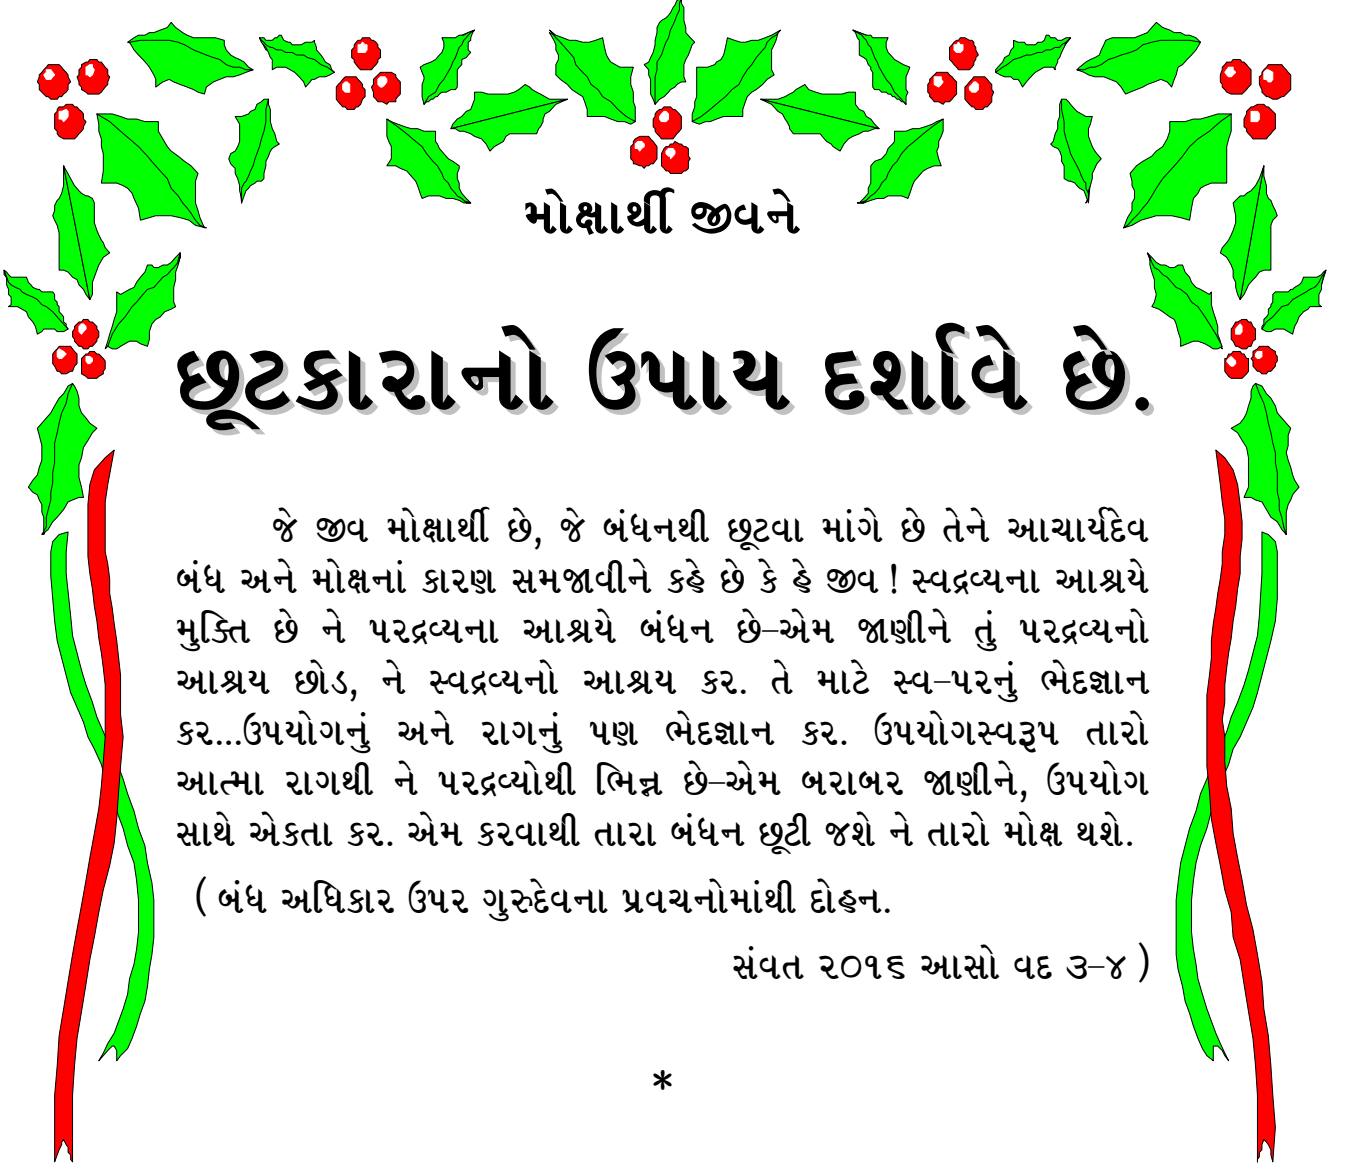 મોક્ષાર્થી જીવને
છૂટકારાનો ઉપાય દર્શાવે છે.
જે જીવ મોક્ષાર્થી છે, જે બંધનથી છૂટવા માંગે છે તેને આચાર્યદેવ
બંધ અને મોક્ષનાં કારણ સમજાવીને કહે છે કે હે જીવ ! સ્વદ્રવ્યના આશ્રયે
મુક્તિ છે ને પરદ્રવ્યના આશ્રયે બંધન છે–એમ જાણીને તું પરદ્રવ્યનો
આશ્રય છોડ, ને સ્વદ્રવ્યનો આશ્રય કર. તે માટે સ્વ–પરનું ભેદજ્ઞાન
કર...ઉપયોગનું અને રાગનું પણ ભેદજ્ઞાન કર. ઉપયોગસ્વરૂપ તારો
આત્મા રાગથી ને પરદ્રવ્યોથી ભિન્ન છે–એમ બરાબર જાણીને, ઉપયોગ
સાથે એકતા કર. એમ કરવાથી તારા બંધન છૂટી જશે ને તારો મોક્ષ થશે.
( બંધ અધિકાર ઉપર ગુરુદેવના પ્રવચનોમાંથી દોહન.
સંવત ૨૦૧૬ આસો વદ ૩–૪ )
*